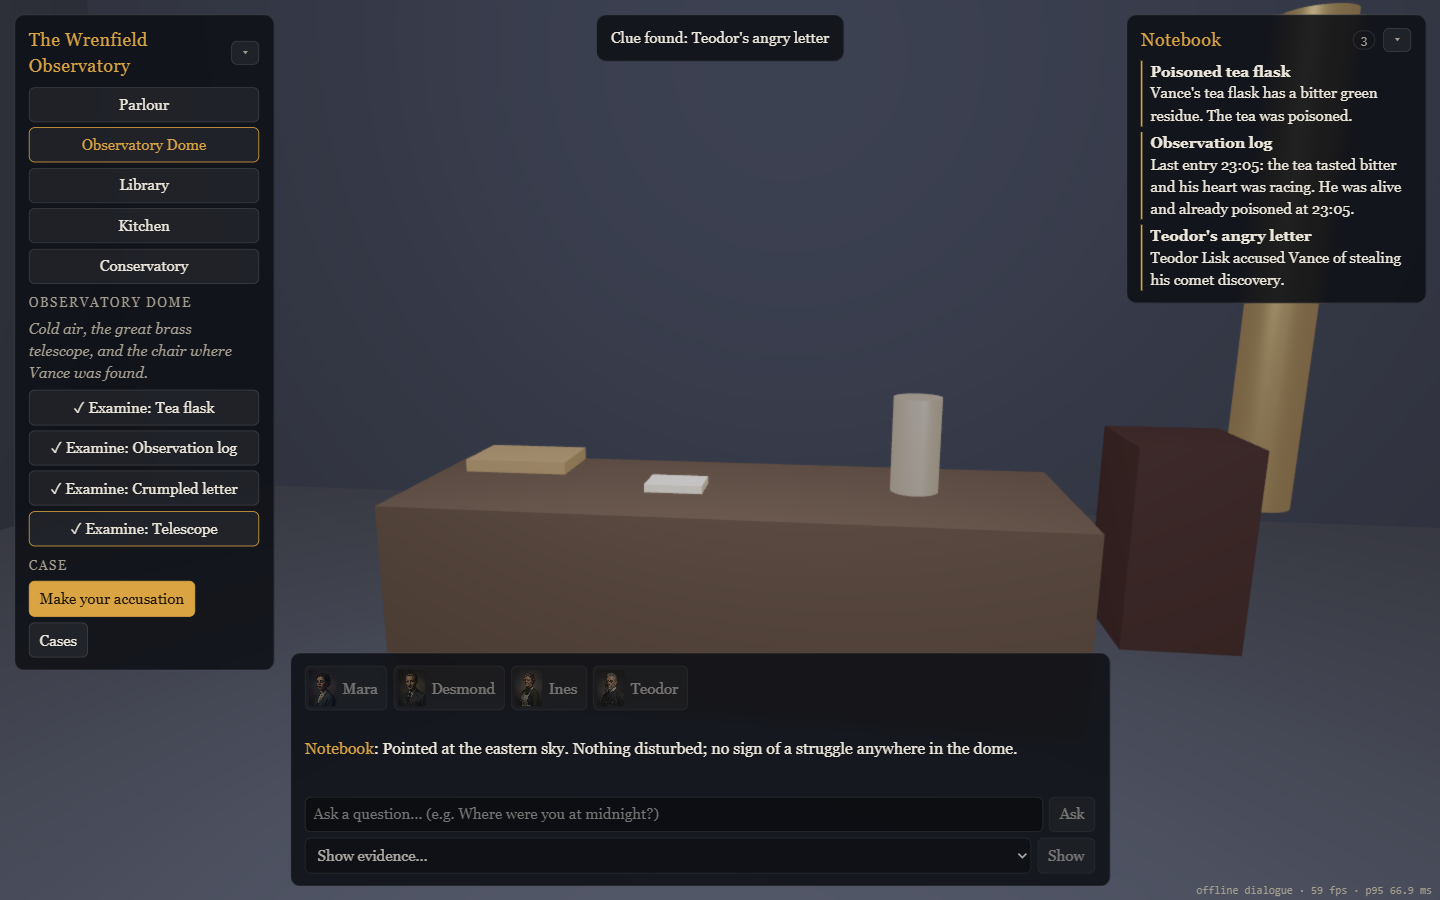 The Wrenfield
Observatory
Parlour
Observatory Dome
Library
Kitchen
Conservatory
OBSERVATORY DOME
Cold air, the great brass
telescope, and the chair where
Vance was found.
✓ Examine: Tea flask
✓ Examine: Observation log
✓ Examine: Crumpled letter
✓ Examine: Telescope
CASE
Make your accusation
Cases
Clue found: Teodor's angry letter
Notebook
3
Poisoned tea flask
Vance's tea flask has a bitter green
residue. The tea was poisoned.
Observation log
Last entry 23:05: the tea tasted bitter
and his heart was racing. He was alive
and already poisoned at 23:05.
Teodor's angry letter
Teodor Lisk accused Vance of stealing
his comet discovery.
Mara Desmond Ines Teodor
Notebook: Pointed at the eastern sky. Nothing disturbed; no sign of a struggle anywhere in the dome.
Ask a question... (e.g. Where were you at midnight?) Ask
Show evidence... Show
offline dialogue · 59 fps · p95 66.9 ms